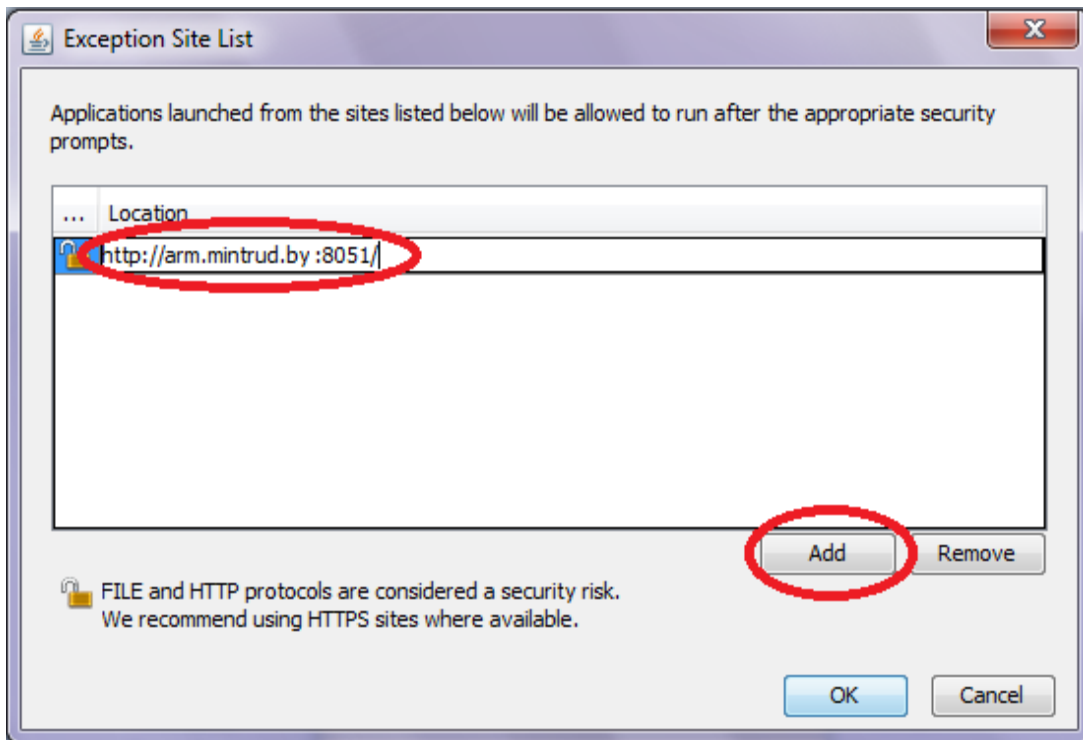 Exception Site List
Applications launched from the sites listed below will be allowed to run after the appropriate security
prompts.
... Location
http://arm.mintrud.by :8051/
Add Remove
FILE and HTTP protocols are considered a security risk.
We recommend using HTTPS sites where available.
OK Cancel